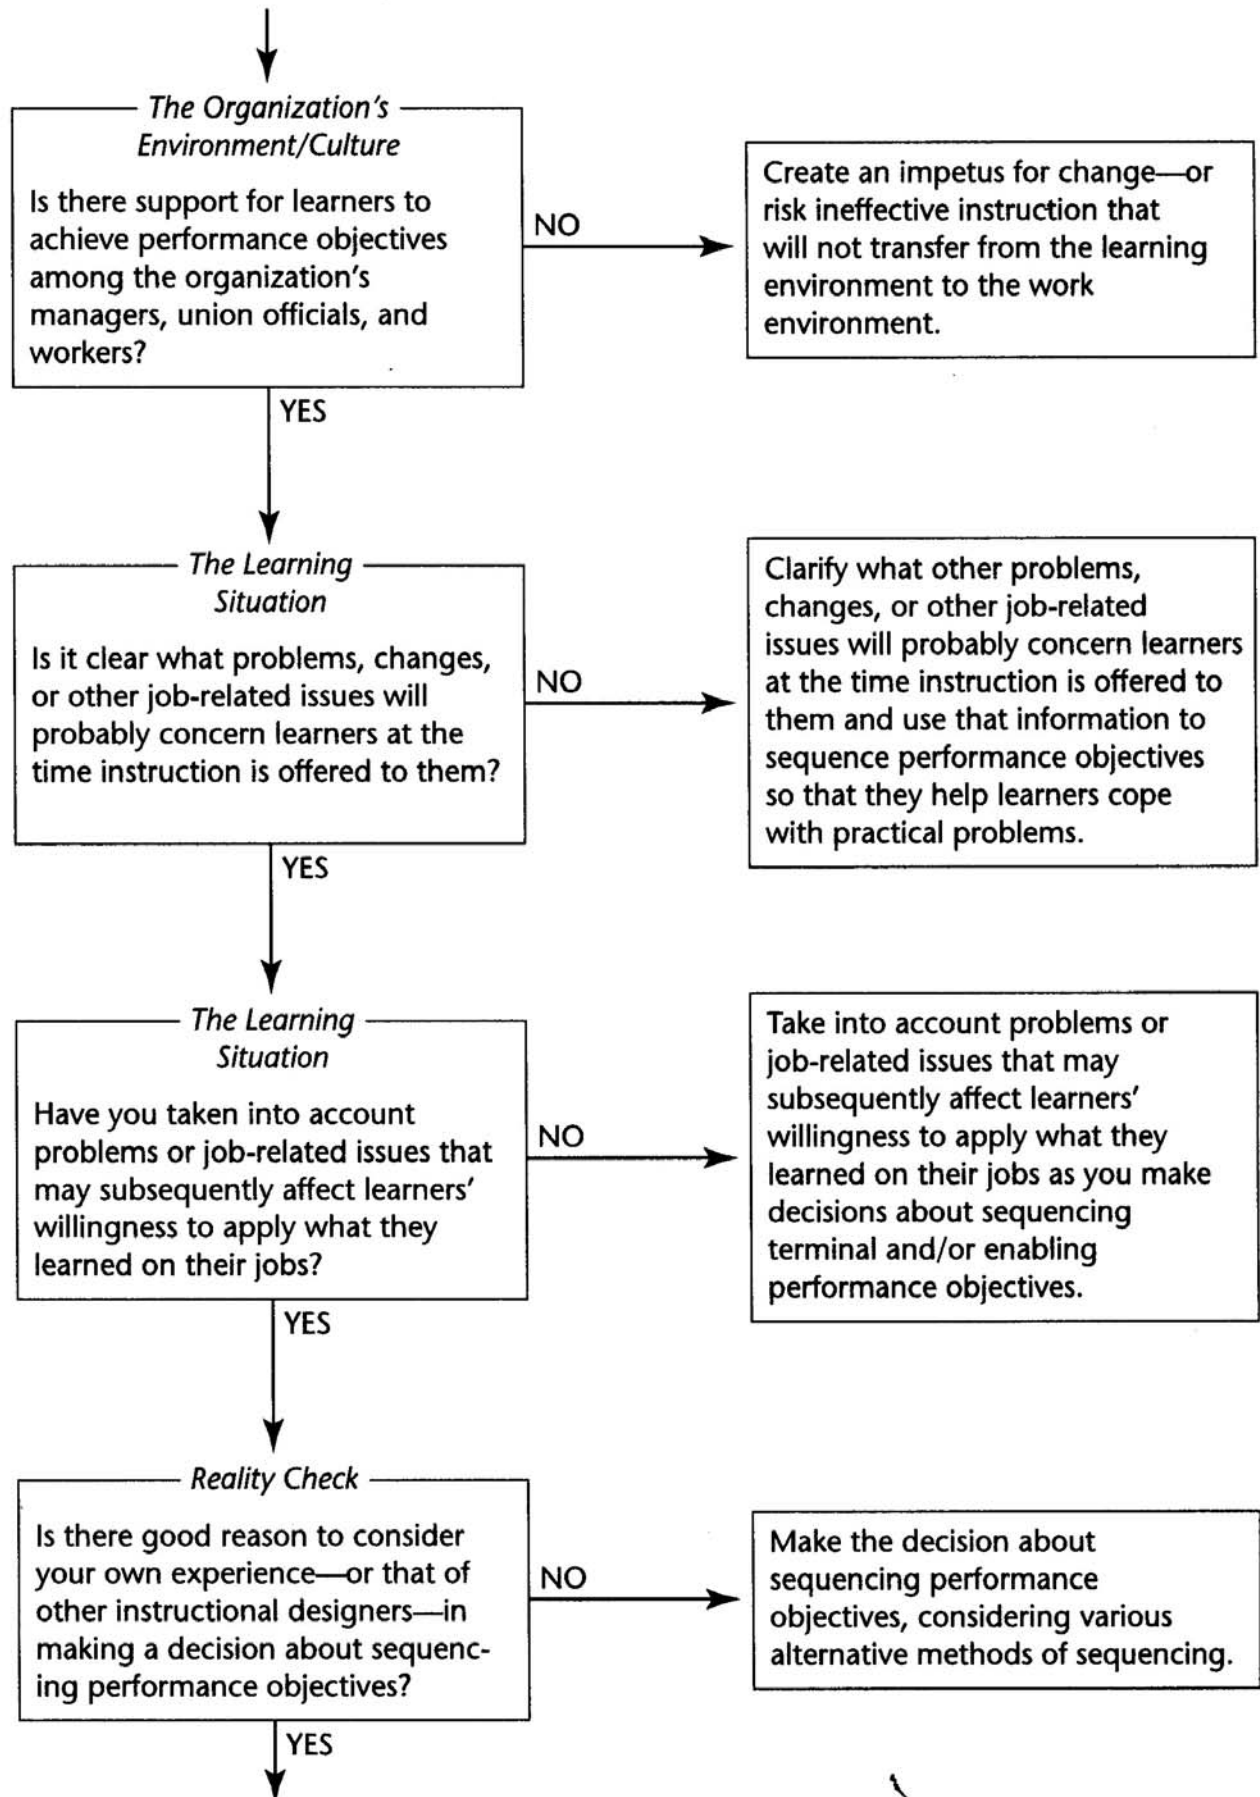 The Organization's
Environment/Culture
Is there support for learners to
achieve performance objectives
among the organization's
managers, union officials, and
workers?
NO
Create an impetus for change—or
risk ineffective instruction that
will not transfer from the learning
environment to the work
environment.
YES
The Learning
Situation
Is it clear what problems, changes,
or other job-related issues will
probably concern learners at the
time instruction is offered to them?
NO
Clarify what other problems,
changes, or other job-related
issues will probably concern learners
at the time instruction is offered to
them and use that information to
sequence performance objectives
so that they help learners cope
with practical problems.
YES
The Learning
Situation
Have you taken into account
problems or job-related issues that
may subsequently affect learners'
willingness to apply what they
learned on their jobs?
NO
Take into account problems or
job-related issues that may
subsequently affect learners'
willingness to apply what they
learned on their jobs as you make
decisions about sequencing
terminal and/or enabling
performance objectives.
YES
Reality Check
Is there good reason to consider
your own experience—or that of
other instructional designers—in
making a decision about sequenc-
ing performance objectives?
NO
Make the decision about
sequencing performance
objectives, considering various
alternative methods of sequencing.
YES